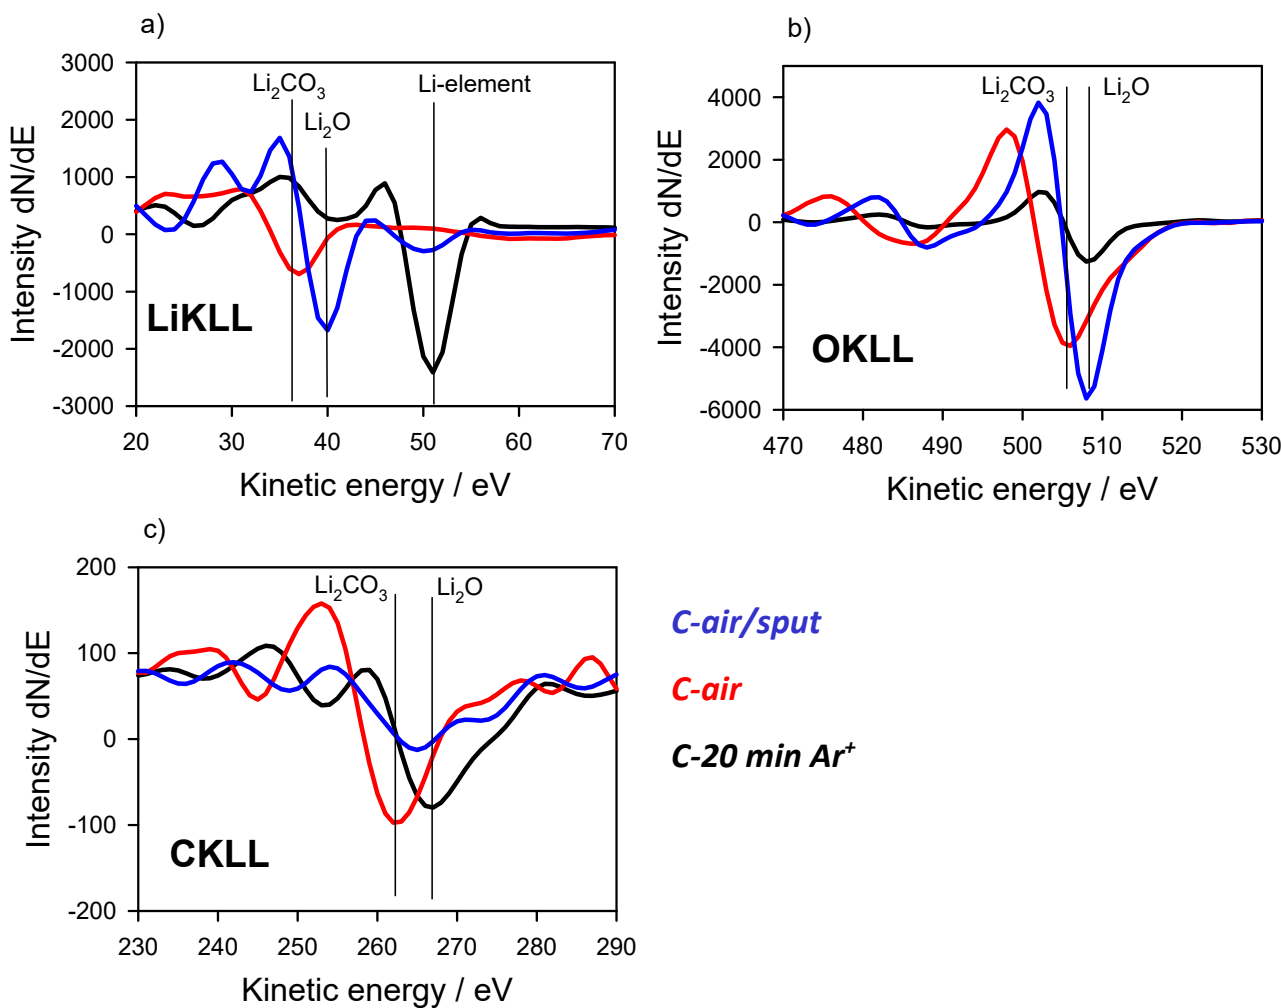 a)
3000
2000
1000
0
-1000
-2000
-3000
Intensity dN/dE
Li₂CO₃
Li₂O
Li-element
LiKLL
20 30 40 50 60 70
Kinetic energy / eV
b)
4000
2000
0
-2000
-4000
-6000
Intensity dN/dE
Li₂CO₃
Li₂O
OKLL
470 480 490 500 510 520 530
Kinetic energy / eV
c)
200
100
0
-100
-200
Intensity dN/dE
Li₂CO₃
Li₂O
CKLL
230 240 250 260 270 280 290
Kinetic energy / eV
C-air/sput
C-air
C-20 min Ar⁺